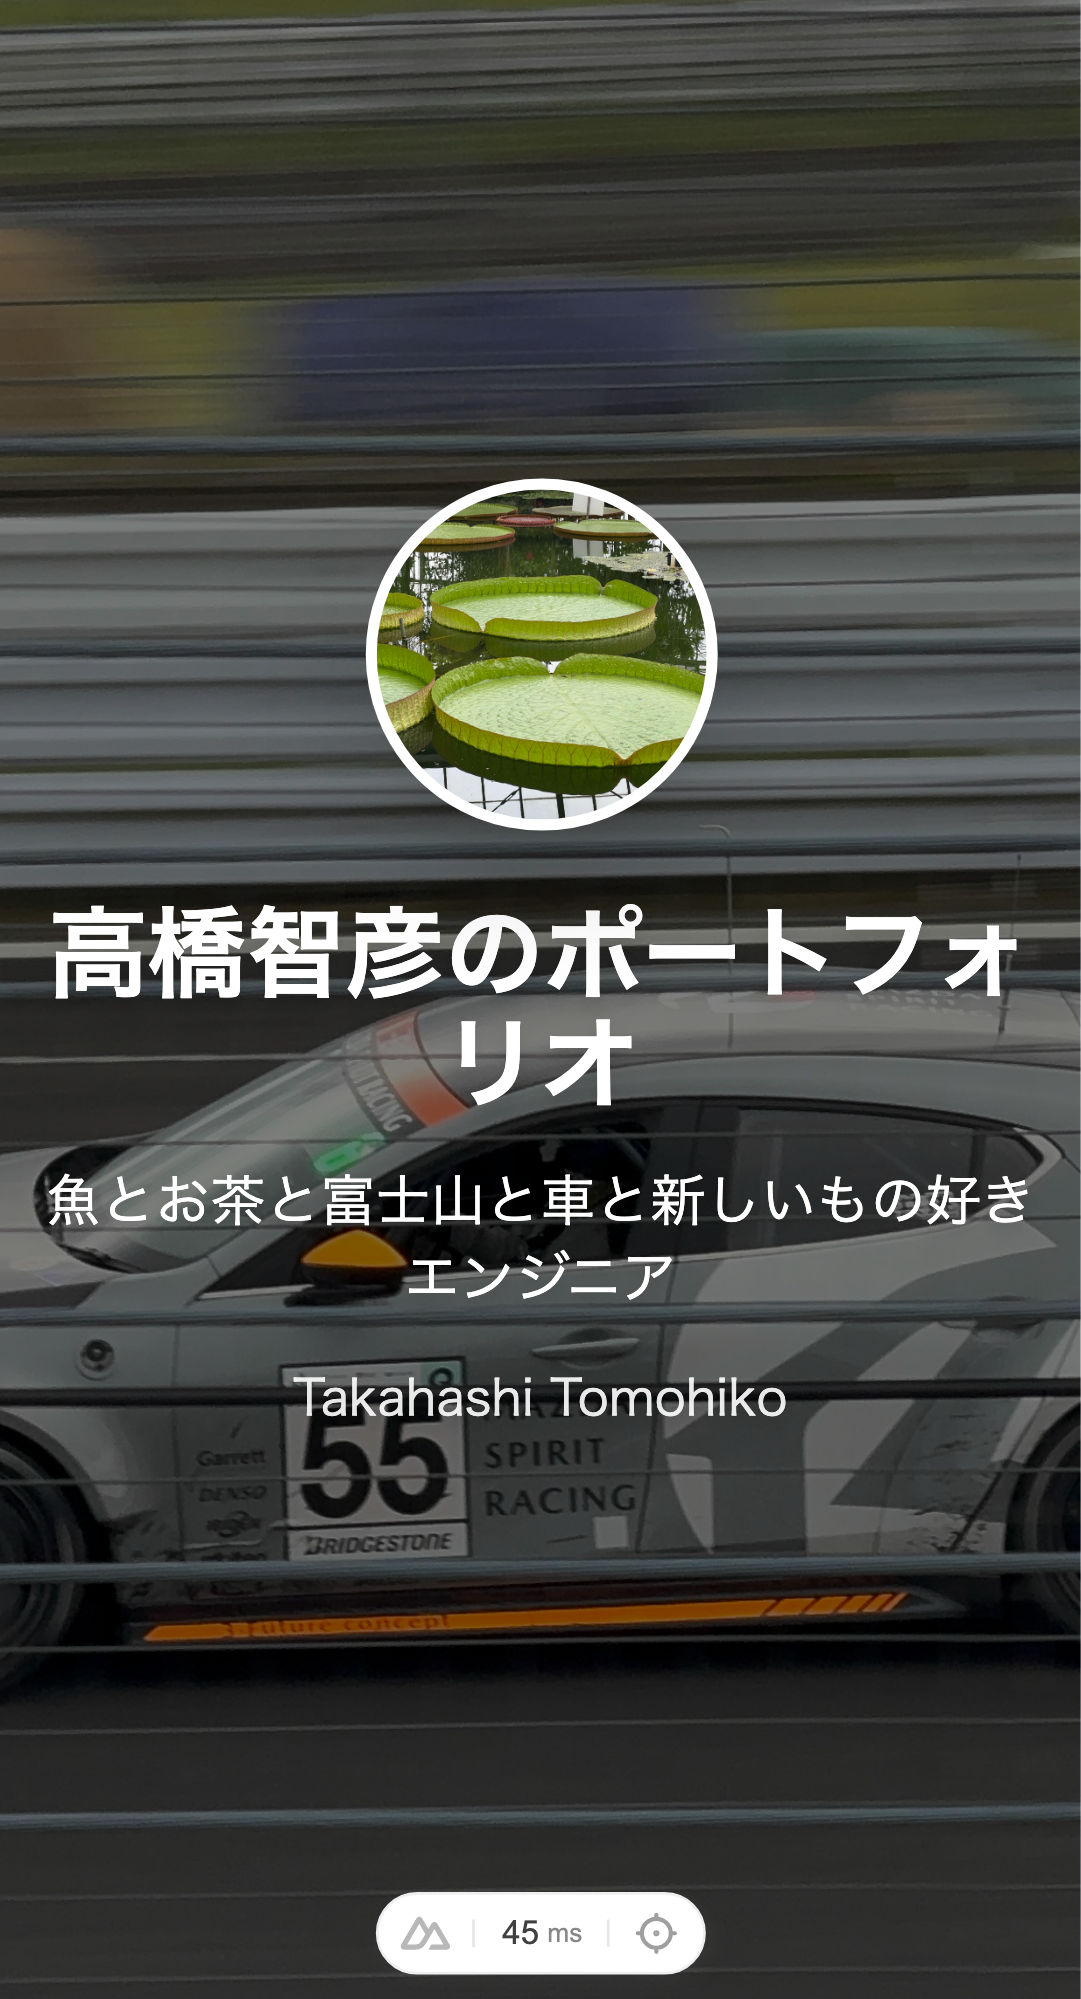 高橋智彦のポートフォ
リオ
魚とお茶と富士山と車と新しいもの好き
エンジニア
Takahashi Tomohiko
55
Garrett
DENSO
SPIRIT
RACING
BRIDGESTONE
Future concept
45 ms